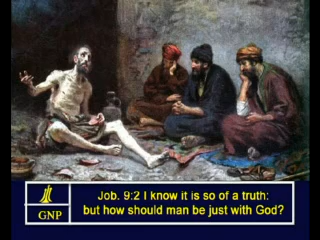 Job. 9:2 I know it is so of a truth:
but how should man be just with God?
GNP